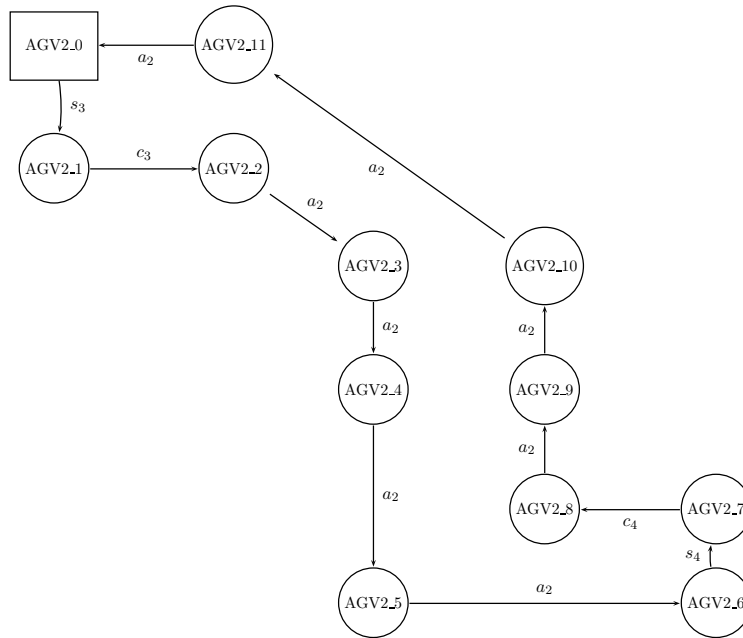 AGV2_0
AGV2_11
a₂
s₃
c₃
AGV2_1
AGV2_2
a₂
a₂
AGV2_3
AGV2_10
a₂
a₂
AGV2_4
AGV2_9
a₂
a₂
AGV2_8
AGV2_7
c₄
s₄
a₂
AGV2_5
AGV2_6